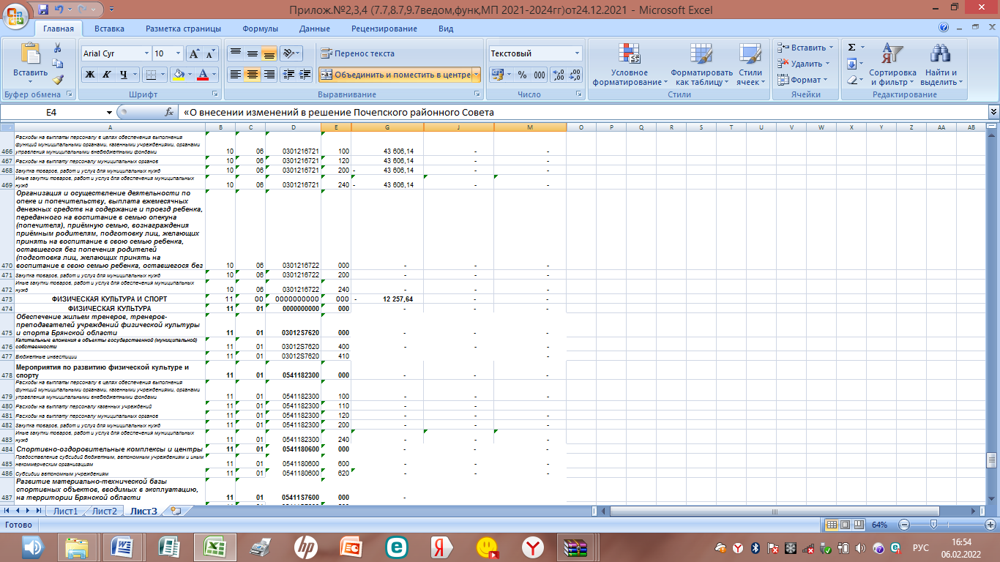 Прилож.№2,3,4 (7.7,8.7,9.7ведом,функ,МП 2021-2024гг)от24.12.2021 - Microsoft Excel
Главная Вставка Разметка страницы Формулы Данные Рецензирование Вид
Вставить
Буфер обмена
Arial Cyr 10
Ж К Ч
Шрифт
Перенос текста
Объединить и поместить в центре
Выравнивание
Текстовый
% 000
Число
Условное форматирование
Форматировать как таблицу
Стили ячеек
Стили
Вставить
Удалить
Формат
Ячейки
Сортировка и фильтр
Найти и выделить
Редактирование
E4 fx «О внесении изменений в решение Почепского районного Совета
A B C D E G J M O P Q R S T U V W X Y Z AA AB
Расходы на выплаты персоналу в целях обеспечения выполнения
функций муниципальными органами, казенными учреждениями, органами
466 управления муниципальными внебюджетными фондами 10 06 0301216721 100 43 606,14 - -
467 Расходы на выплаты персоналу муниципальных органов 10 06 0301216721 120 43 606,14 - -
468 Закупка товаров, работ и услуг для муниципальных нужд 10 06 0301216721 200 - 43 606,14 - -
Иные закупки товаров, работ и услуг для обеспечения муниципальных
469 нужд 10 06 0301216721 240 - 43 606,14 - -
Организация и осуществление деятельности по
опеке и попечительству, выплата ежемесячных
денежных средств на содержание и проезд ребенка,
переданного на воспитание в семью опекуна
(попечителя), приёмную семью, вознаграждения
приёмным родителям, подготовку лиц, желающих
принять на воспитание в свою семью ребенка,
оставшегося без попечения родителей
(подготовка лиц, желающих принять на
470 воспитание в свою семью ребенка, оставшегося без 10 06 0301216722 000 - - -
471 Закупка товаров, работ и услуг для муниципальных нужд 10 06 0301216722 200 - - -
Иные закупки товаров, работ и услуг для обеспечения муниципальных
472 нужд 10 06 0301216722 240 - - -
473 ФИЗИЧЕСКАЯ КУЛЬТУРА И СПОРТ 11 00 0000000000 000 - 12 257,64 - -
474 ФИЗИЧЕСКАЯ КУЛЬТУРА 11 01 0000000000 000 - - -
Обеспечение жильем тренеров, тренеров-
преподавателей учреждений физической культуры
475 и спорта Брянской области 11 01 03012S7620 000 - - -
Капитальные вложения в объекты государственной (муниципальной)
476 собственности 11 01 03012S7620 400 - - -
477 Бюджетные инвестиции 11 01 03012S7620 410 -
Мероприятия по развитию физической культуре и
478 спорту 11 01 0541182300 000 - - -
Расходы на выплаты персоналу в целях обеспечения выполнения
функций муниципальными органами, казенными учреждениями, органами
479 управления муниципальными внебюджетными фондами 11 01 0541182300 100 - - -
480 Расходы на выплату персоналу казенных учреждений 11 01 0541182300 110 - - -
481 Расходы на выплаты персоналу муниципальных органов 11 01 0541182300 120 - - -
482 Закупка товаров, работ и услуг для муниципальных нужд 11 01 0541182300 200 - - -
Иные закупки товаров, работ и услуг для обеспечения муниципальных
483 нужд 11 01 0541182300 240 - - -
484 Спортивно-оздоровительные комплексы и центры 11 01 0541180600 000 - - -
Предоставление субсидий бюджетным, автономным учреждениям и иным
485 некоммерческим организациям 11 01 0541180600 600 - - -
486 Субсидии автономным учреждениям 11 01 0541180600 620 - - -
Развитие материально-технической базы
спортивных объектов, вводимых в эксплуатацию,
487 на территории Брянской области 11 01 05411S7600 000 -
Лист1 Лист2 Лист3
Готово 64%
РУС 16:54
06.02.2022